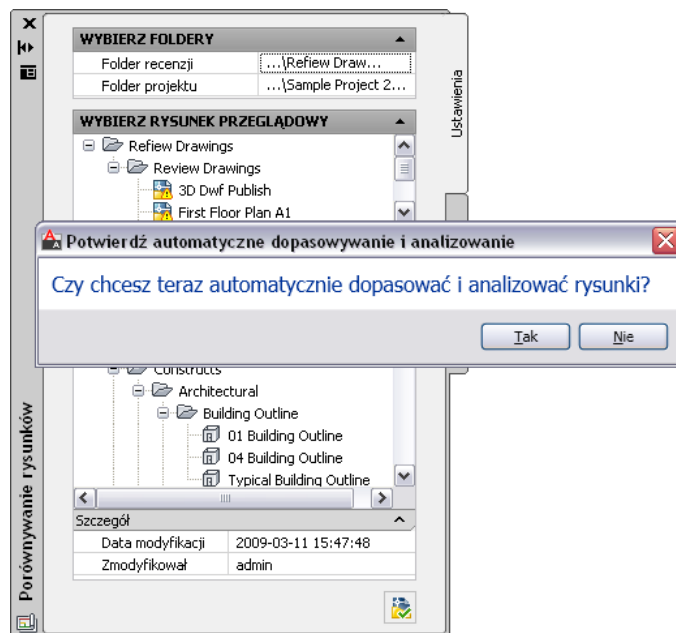 WYBIERZ FOLDERY
Folder recenzji ...\Refiew Draw...
Folder projektu ...\Sample Project 2...
Ustawienia
WYBIERZ RYSUNEK PRZEGLĄDOWY
Refiew Drawings
Review Drawings
3D Dwf Publish
First Floor Plan A1
Potwierdź automatyczne dopasowywanie i analizowanie
Czy chcesz teraz automatycznie dopasować i analizować rysunki?
Tak Nie
Constructs
Architectural
Building Outline
01 Building Outline
04 Building Outline
Typical Building Outline
Szczegół
Data modyfikacji 2009-03-11 15:47:48
Zmodyfikował admin
Porównywanie rysunków